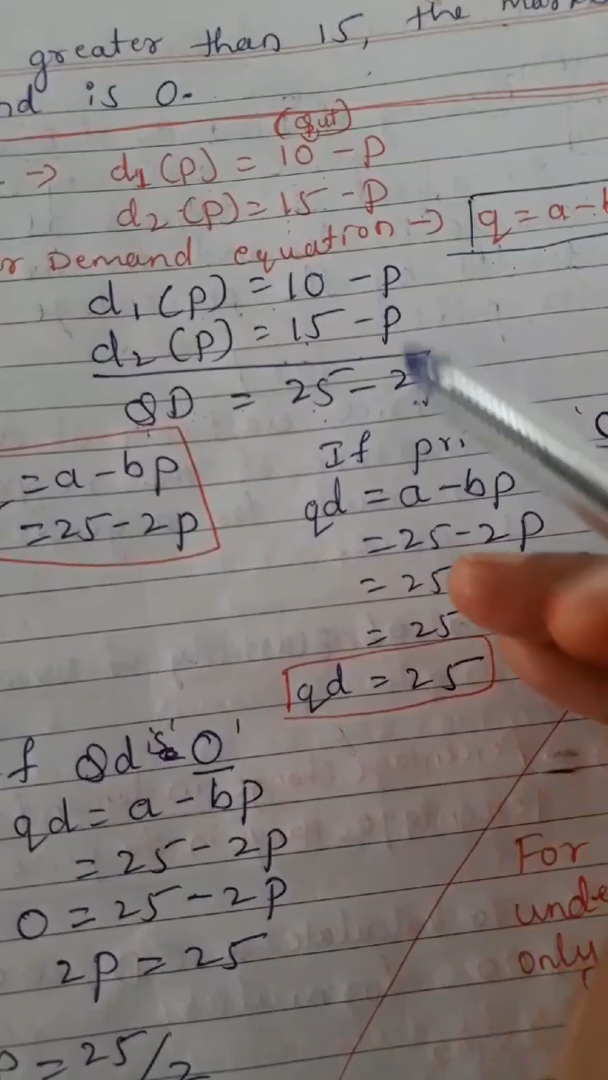 greater than 15, the
is 0.
(qut)
→ d1(p) = 10 - P
d2(p) = 15 - P
Demand equation → q = a -
d1(p) = 10 - P
d2(p) = 15 - P
QD = 25 - 2
= a - bp
= 25 - 2P
If pri
qd = a - bp
= 25 - 2P
= 25
= 25
qd = 25
f Qd is '0'
qd = a - bp
= 25 - 2P
0 = 25 - 2P
2P = 25
P = 25/2
For
unde
only